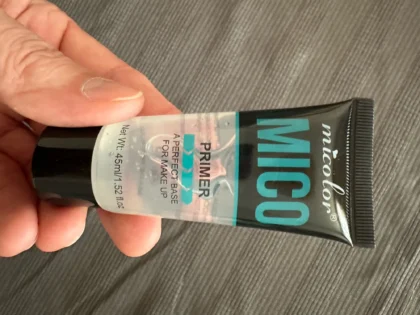 micolor®
MICO
PRIMER
A PERFECT BASE
FOR MAKE UP
Net Wt: 45ml/1.52 fl.oz